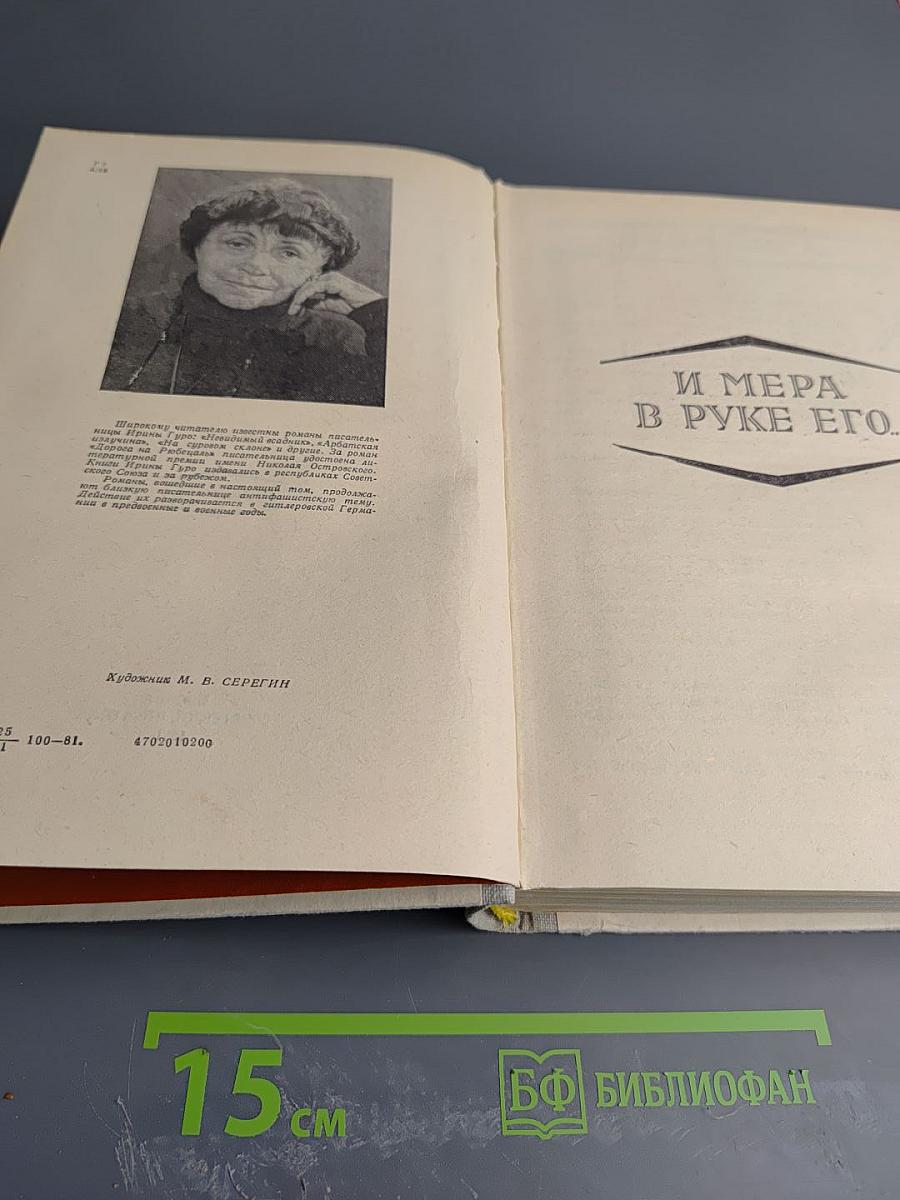 Широкому читателю известны романы писатель-
ницы Ирины Гуро: «Невидимый всадник», «Арбатская
излучина», «На суровом склоне» и другие. За роман
«Дорога на Рюбецаль» писательница удостоена ли-
тературной премии имени Николая Островского.
Книги Ирины Гуро издавались в республиках Совет-
ского Союза и за рубежом.
Романы, вошедшие в настоящий том, продолжа-
ют близкую писательнице антифашистскую тему.
Действие их разворачивается в гитлеровской Герма-
нии в предвоенные и военные годы.
Художник М. В. СЕРЕГИН
100—81. 4702010200
И МЕРА
В РУКЕ ЕГО...
15 см
БФ БИБЛИОФАН